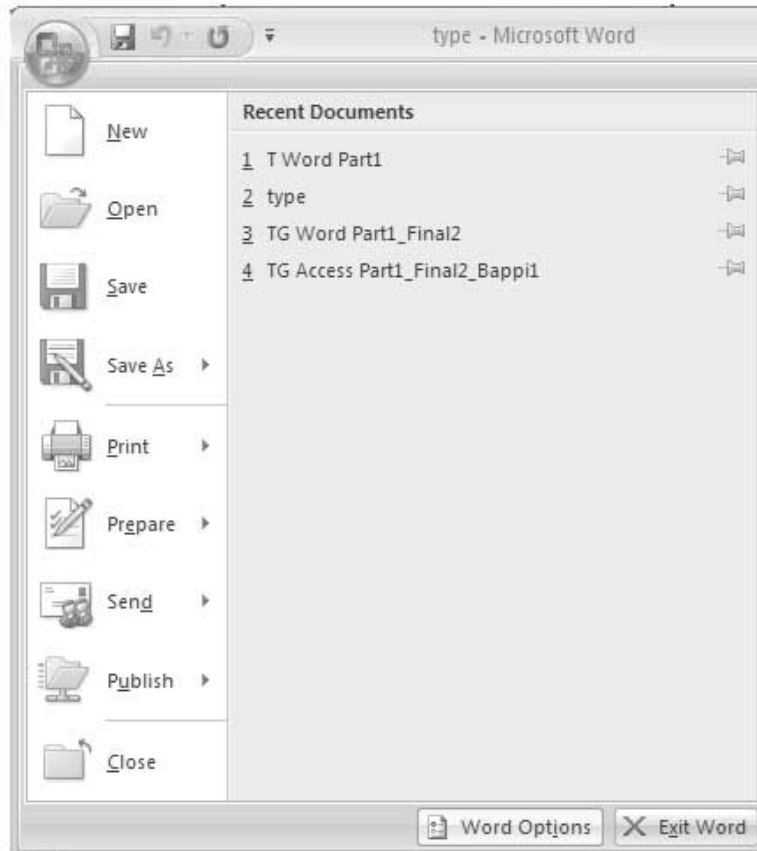 type - Microsoft Word
New
Open
Save
Save As
Print
Prepare
Send
Publish
Close
Recent Documents
1 T Word Part1
2 type
3 TG Word Part1_Final2
4 TG Access Part1_Final2_Bappi1
Word Options
Exit Word